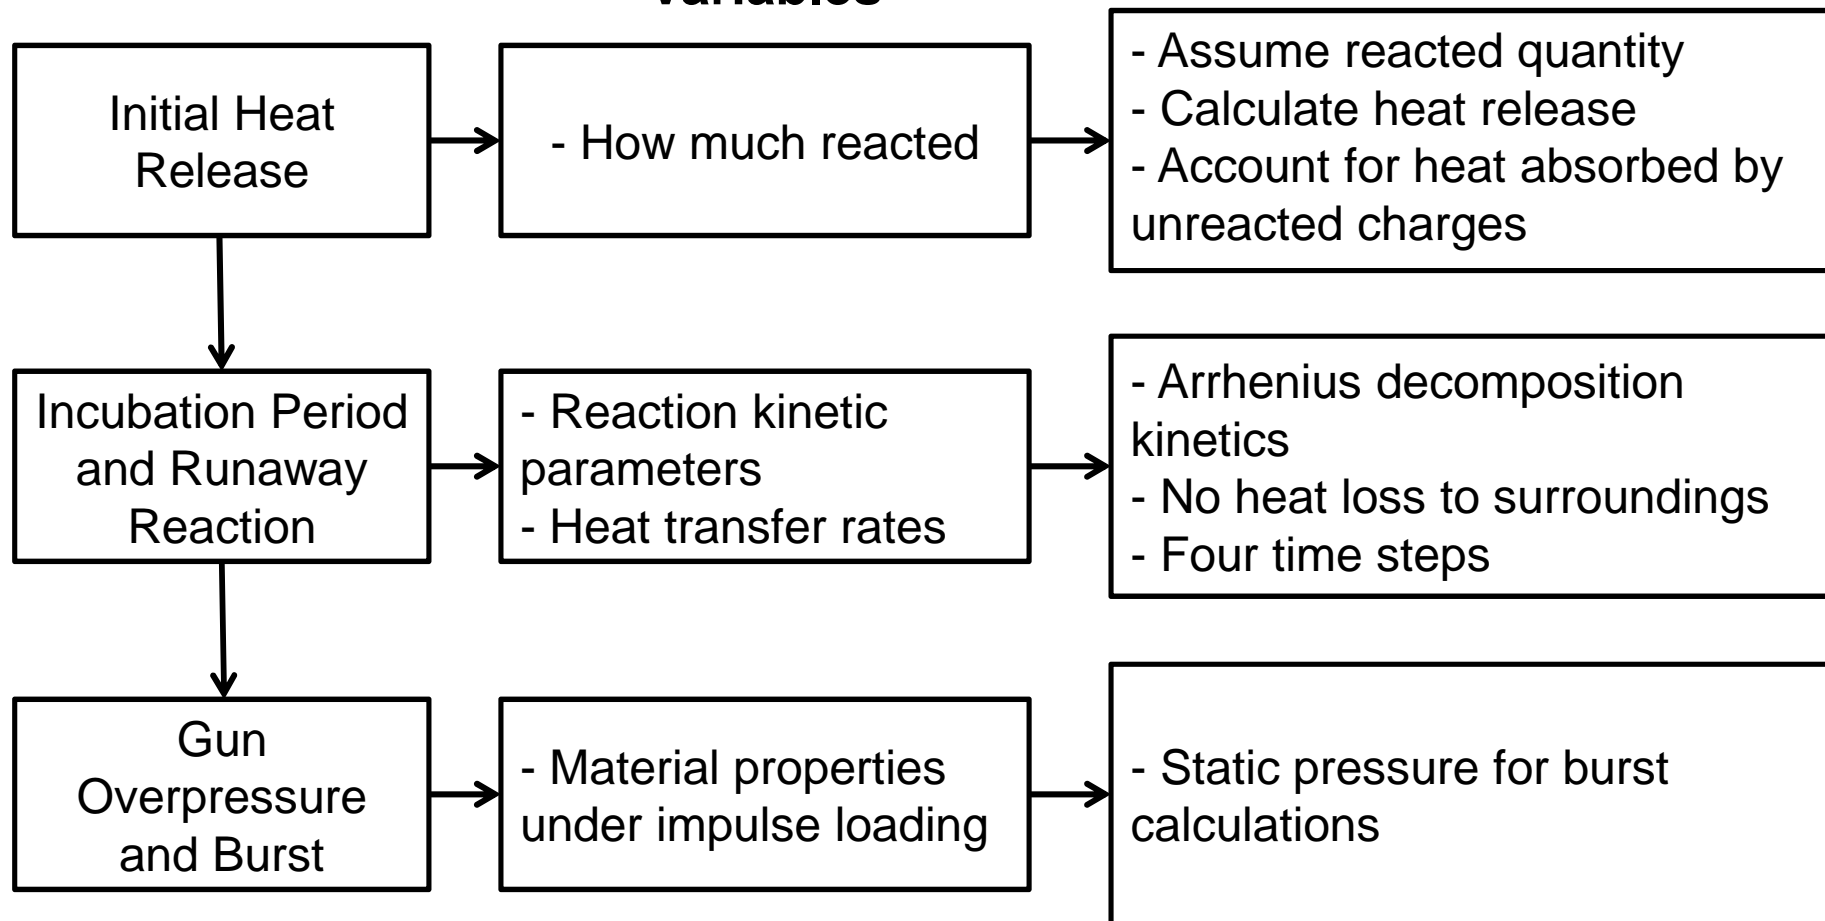 Variables
Initial Heat
Release
- How much reacted
- Assume reacted quantity
- Calculate heat release
- Account for heat absorbed by
unreacted charges
Incubation Period
and Runaway
Reaction
- Reaction kinetic
parameters
- Heat transfer rates
- Arrhenius decomposition
kinetics
- No heat loss to surroundings
- Four time steps
Gun
Overpressure
and Burst
- Material properties
under impulse loading
- Static pressure for burst
calculations